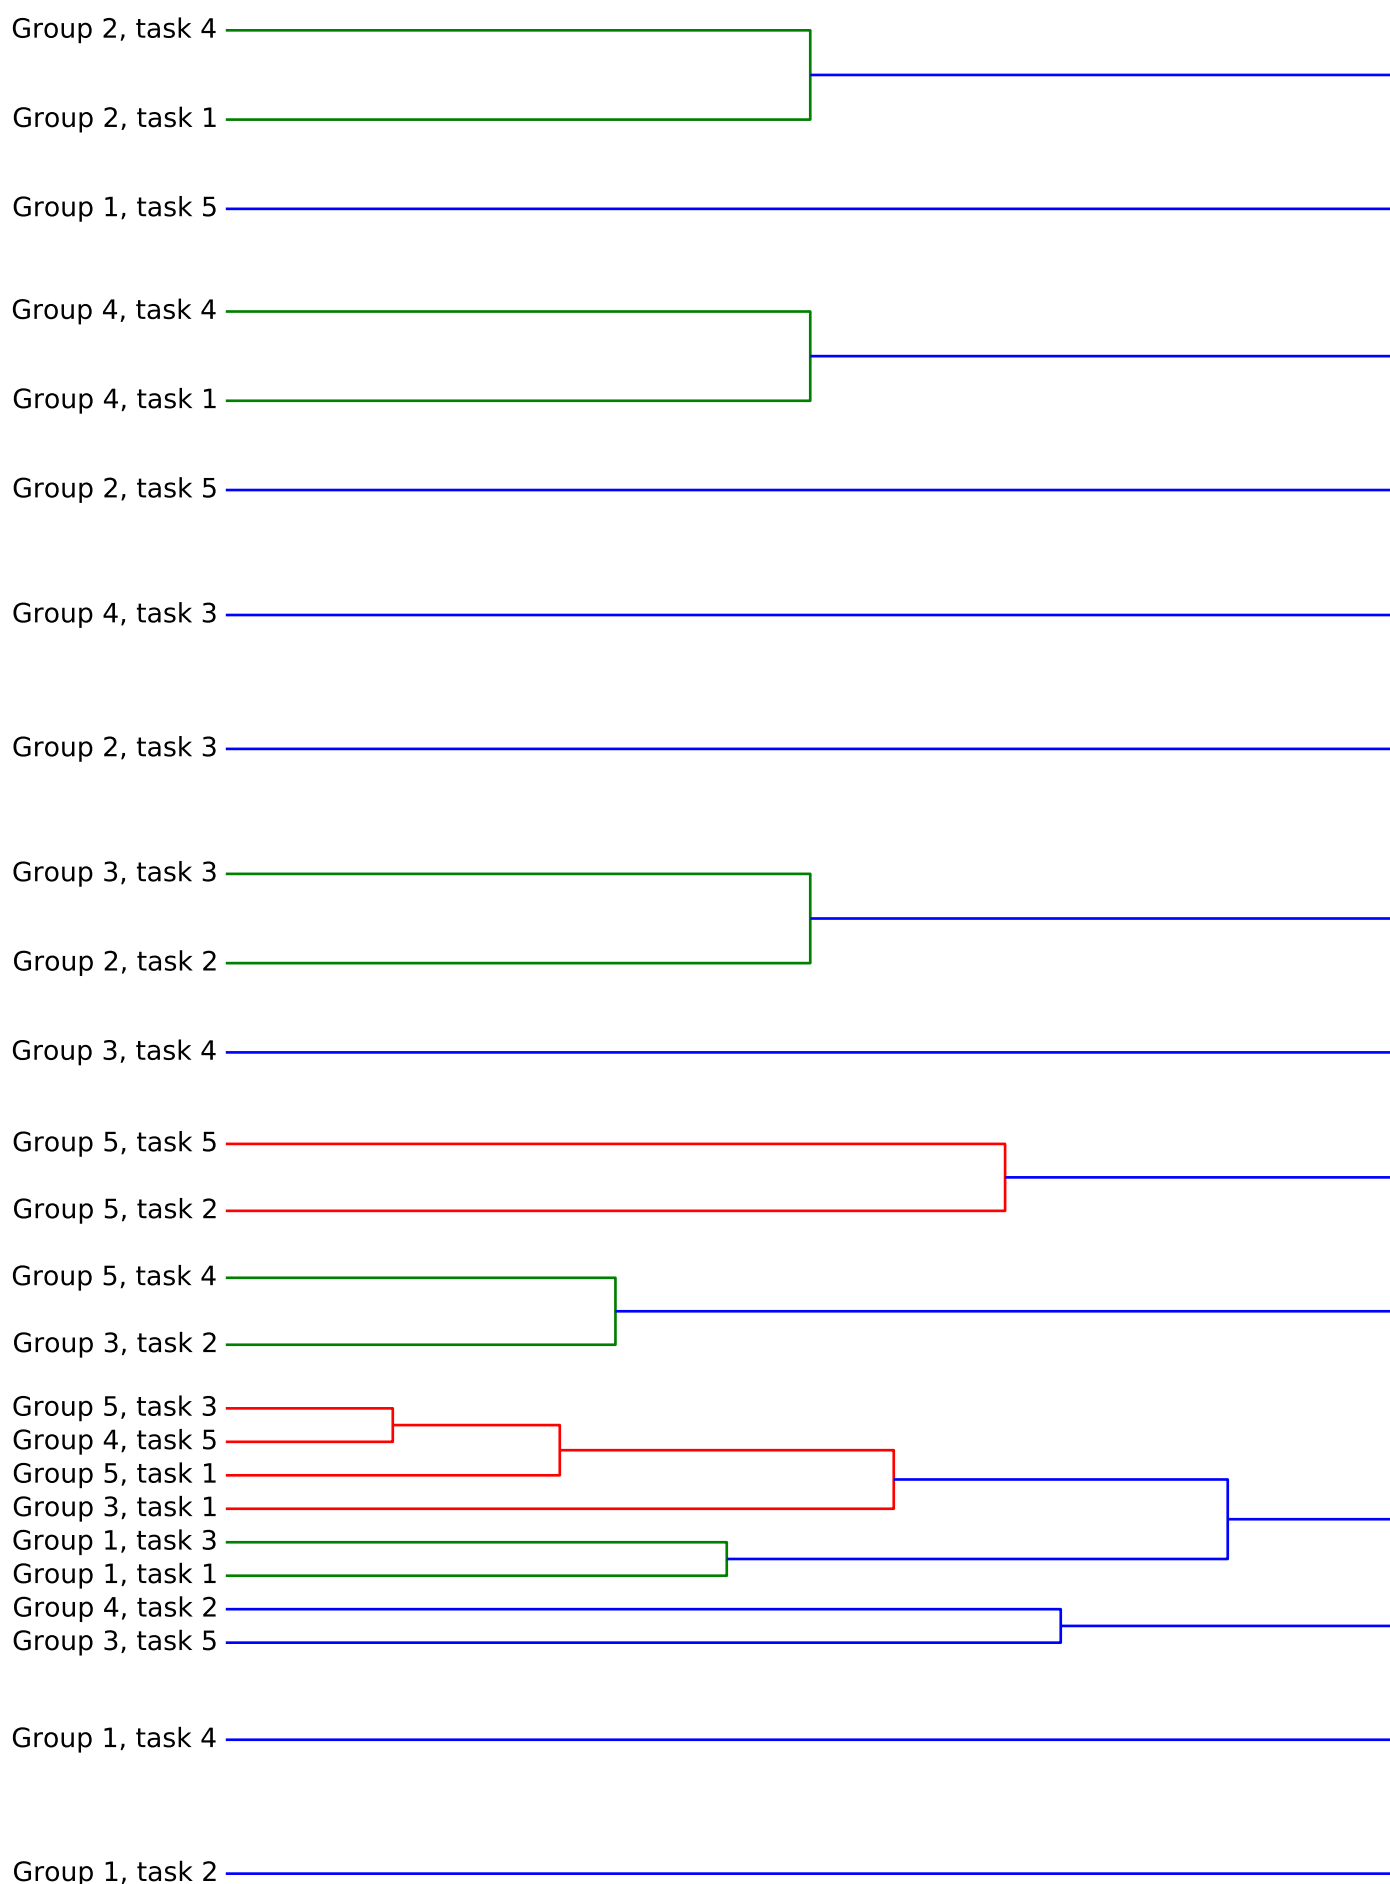 Group 2, task 4
Group 2, task 1
Group 1, task 5
Group 4, task 4
Group 4, task 1
Group 2, task 5
Group 4, task 3
Group 2, task 3
Group 3, task 3
Group 2, task 2
Group 3, task 4
Group 5, task 5
Group 5, task 2
Group 5, task 4
Group 3, task 2
Group 5, task 3
Group 4, task 5
Group 5, task 1
Group 3, task 1
Group 1, task 3
Group 1, task 1
Group 4, task 2
Group 3, task 5
Group 1, task 4
Group 1, task 2